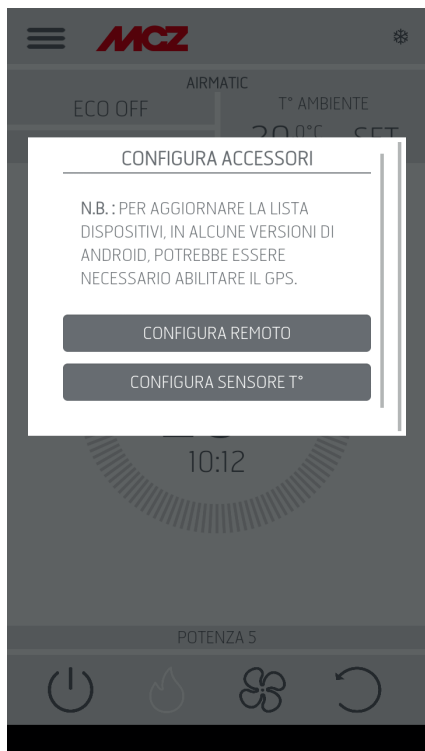 MCZ
AIRMATIC
ECO OFF
T° AMBIENTE
CONFIGURA ACCESSORI
N.B. : PER AGGIORNARE LA LISTA
DISPOSITIVI, IN ALCUNE VERSIONI DI
ANDROID, POTREBBE ESSERE
NECESSARIO ABILITARE IL GPS.
CONFIGURA REMOTO
CONFIGURA SENSORE T°
10:12
POTENZA 5